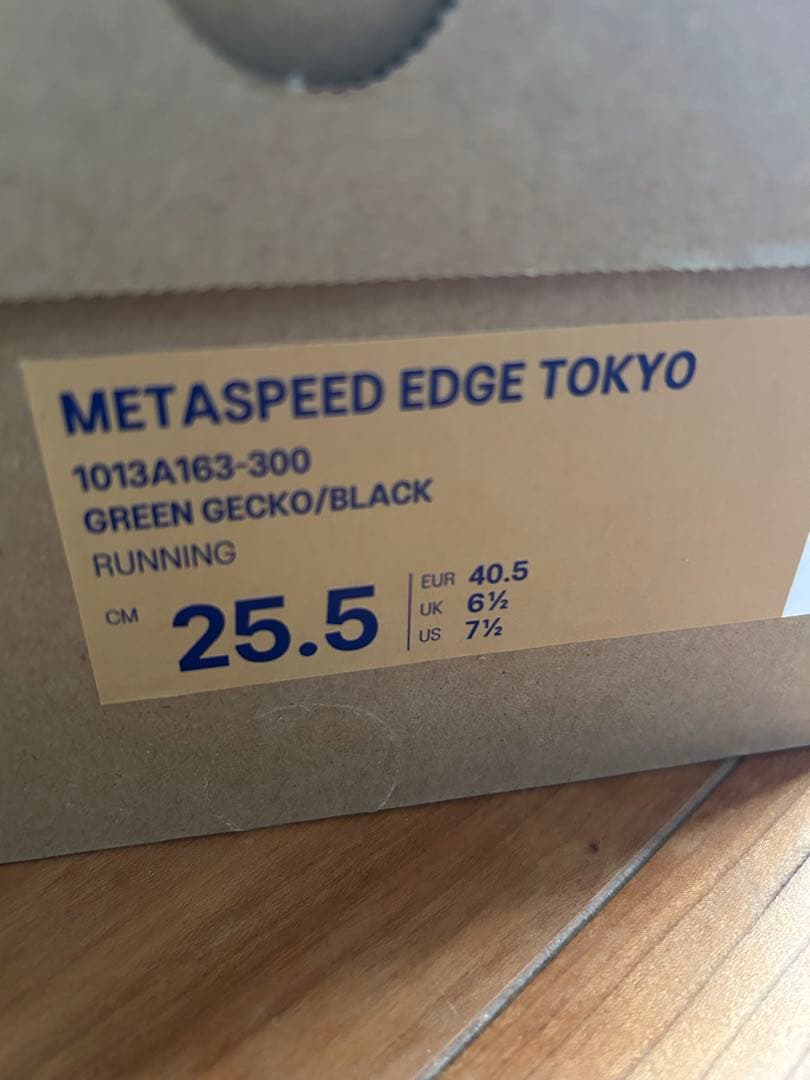 METASPEED EDGE TOKYO
1013A163-300
GREEN GECKO/BLACK
RUNNING
CM 25.5
EUR 40.5
UK 6½
US 7½